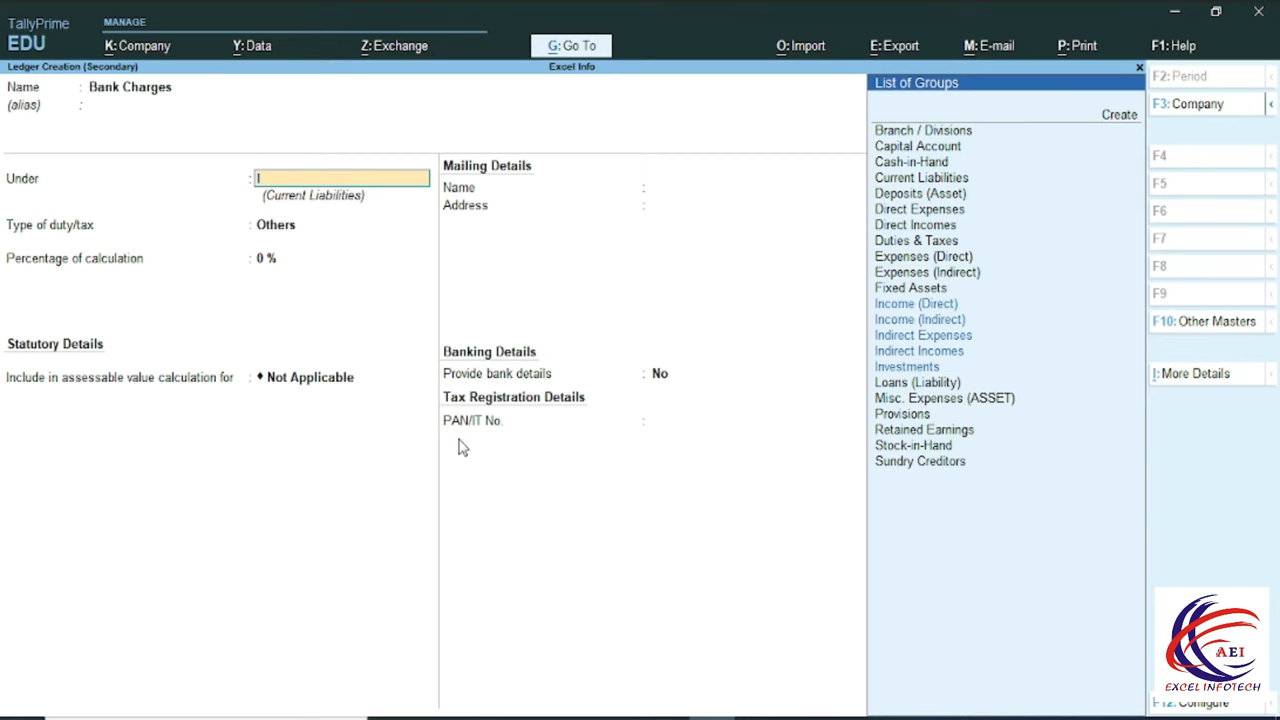 TallyPrime
EDU
MANAGE
K: Company
Y: Data
Z: Exchange
G: Go To
O: Import
E: Export
M: E-mail
P: Print
F1: Help
Ledger Creation (Secondary)
Excel Info
Name : Bank Charges
(alias) :
Under : I
(Current Liabilities)
Type of duty/tax : Others
Percentage of calculation : 0 %
Statutory Details
Include in assessable value calculation for : ♦ Not Applicable
Mailing Details
Name :
Address :
Banking Details
Provide bank details : No
Tax Registration Details
PAN/IT No. :
List of Groups
Create
Branch / Divisions
Capital Account
Cash-in-Hand
Current Liabilities
Deposits (Asset)
Direct Expenses
Direct Incomes
Duties & Taxes
Expenses (Direct)
Expenses (Indirect)
Fixed Assets
Income (Direct)
Income (Indirect)
Indirect Expenses
Indirect Incomes
Investments
Loans (Liability)
Misc. Expenses (ASSET)
Provisions
Retained Earnings
Stock-in-Hand
Sundry Creditors
F2: Period
F3: Company
F4
F5
F6
F7
F8
F9
F10: Other Masters
I: More Details
AEI
EXCEL INFOTECH
F12: Configure